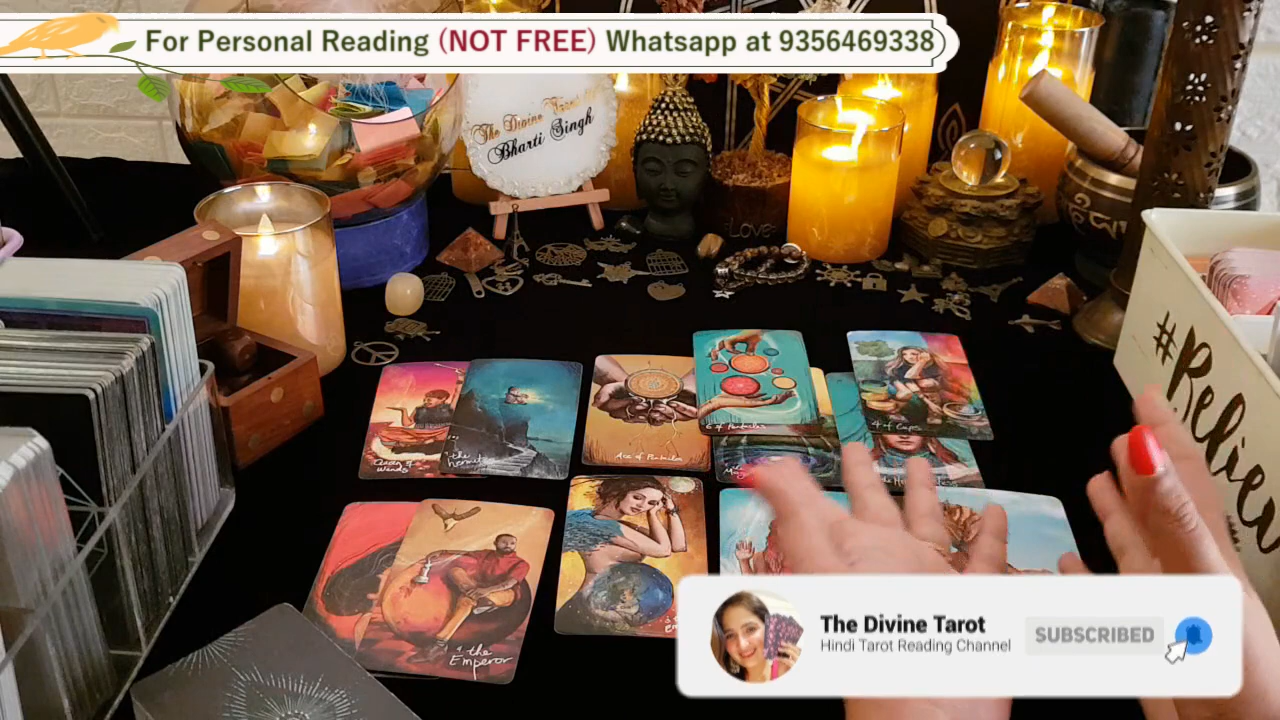 For Personal Reading (NOT FREE) Whatsapp at 9356469338
The Divine Tarot
Bharti Singh
LOVE
#Believe
Queen of Wands
the hermit
Ace of Pentacles
6 of Pentacles
4 of Cups
4 the Emperor
The Divine Tarot
Hindi Tarot Reading Channel
SUBSCRIBED